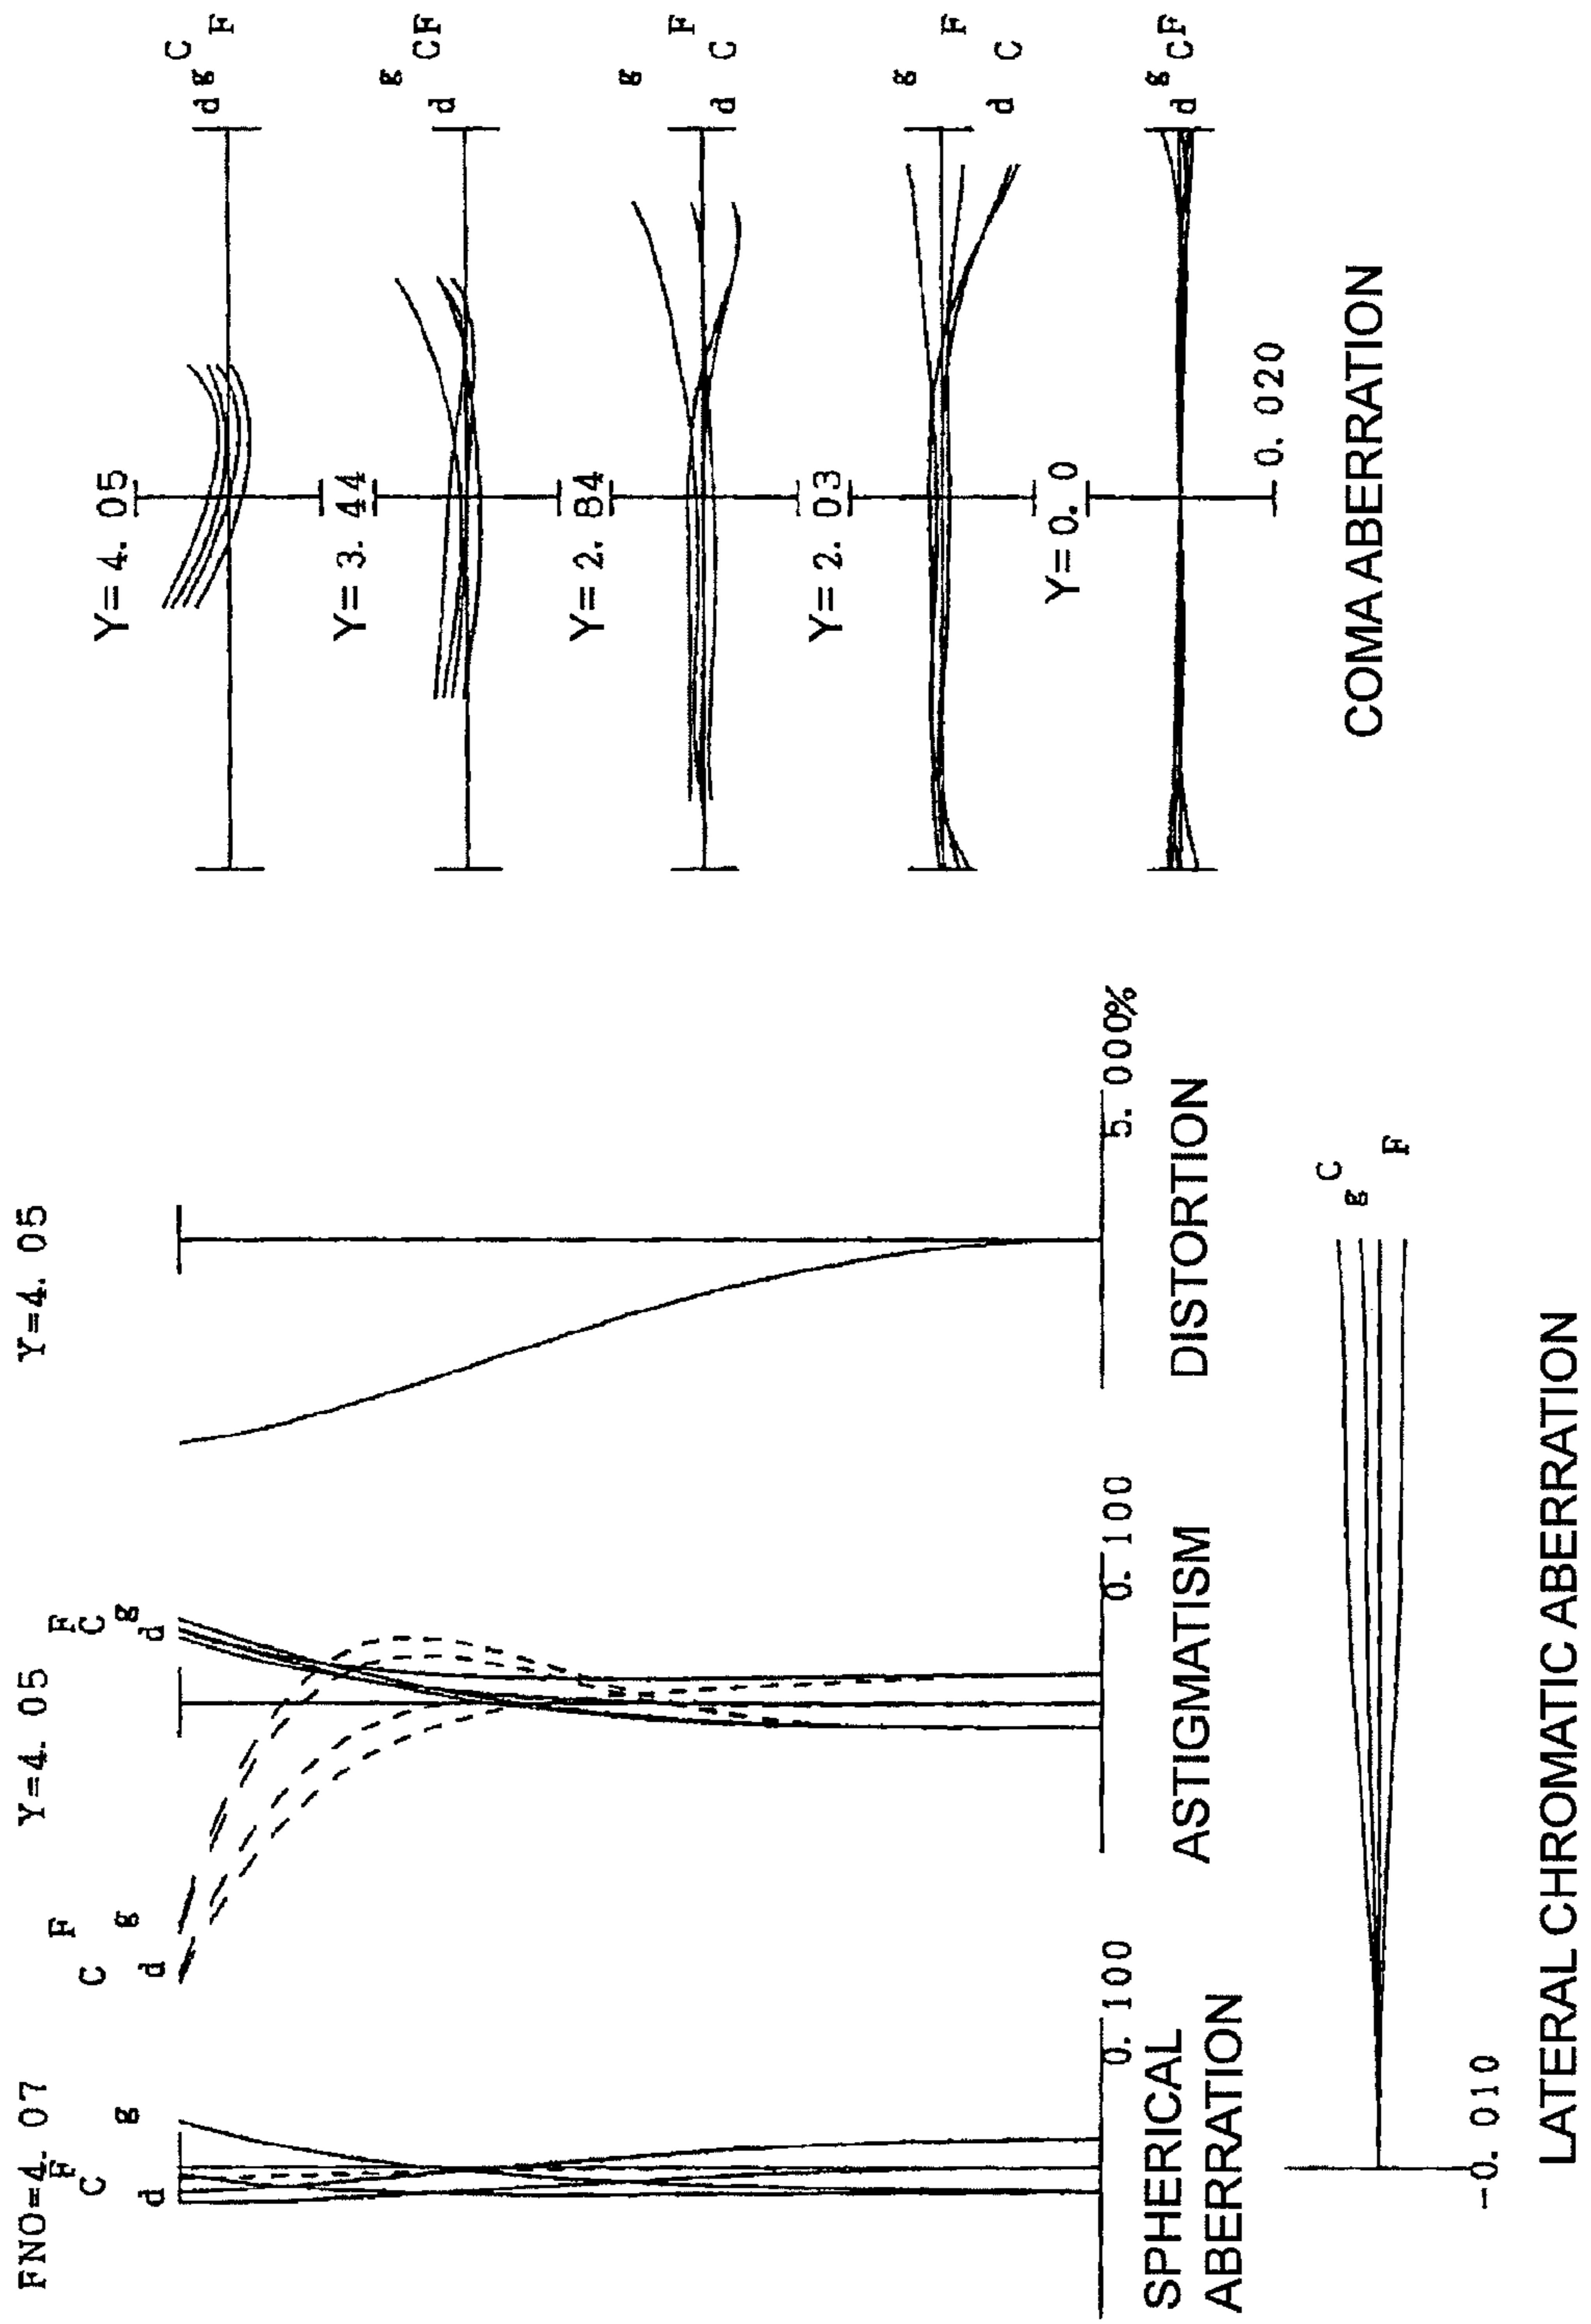 FNO=4.07
F
C
g
d
0.100
SPHERICAL
ABERRATION
Y=4.05
F
C
g
d
F
C
g
d
0.100
ASTIGMATISM
Y=4.05
5.000%
DISTORTION
C
g
F
-0.010
LATERAL CHROMATIC ABERRATION
Y=4.05
C
F
g
d
Y=3.44
g
CF
d
Y=2.84
g
F
C
d
Y=2.03
g
F
C
d
Y=0.0
g
CF
d
0.020
COMA ABERRATION